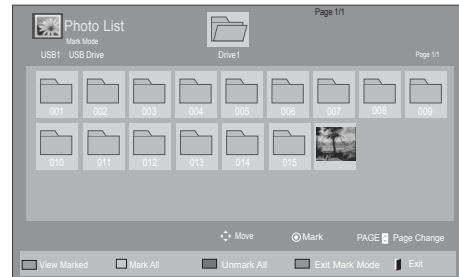 Page 1/1
Photo List
Mark Mode
USB1 USB Drive Drive1 Page 1/1
001 002 003 004 005 006 007 008 009
010 011 012 013 014 015
Move Mark PAGE Page Change
View Marked Mark All Unmark All Exit Mark Mode Exit